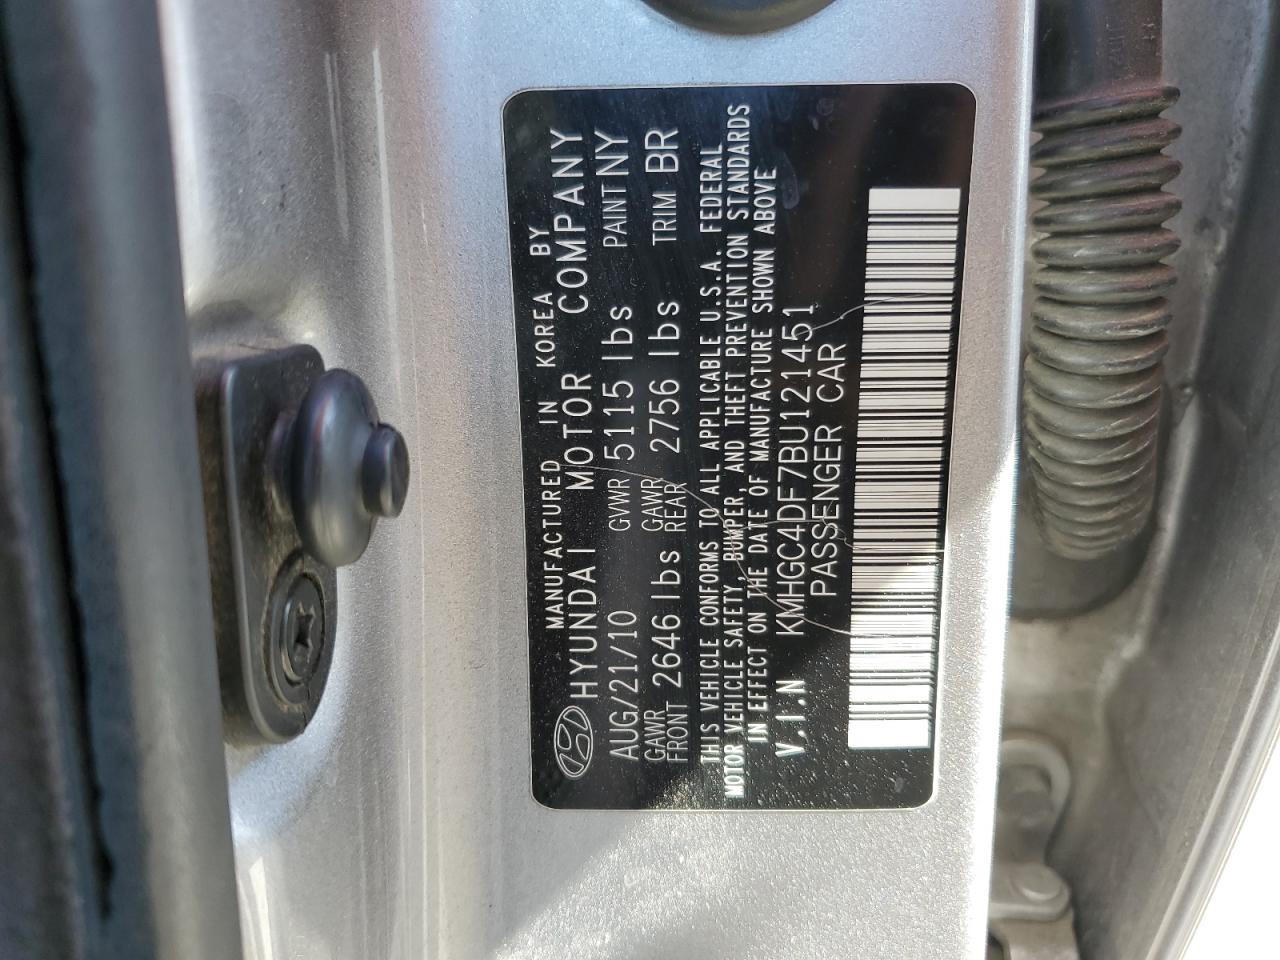 MANUFACTURED IN KOREA BY
HYUNDAI MOTOR COMPANY
AUG/21/10 GVWR 5115 lbs PAINT NY
GAWR FRONT 2646 lbs GAWR REAR 2756 lbs TRIM BR
THIS VEHICLE CONFORMS TO ALL APPLICABLE U.S.A. FEDERAL
MOTOR VEHICLE SAFETY, BUMPER, AND THEFT PREVENTION STANDARDS
IN EFFECT ON THE DATE OF MANUFACTURE SHOWN ABOVE
V.I.N KMHGC4DF7BU121451
PASSENGER CAR